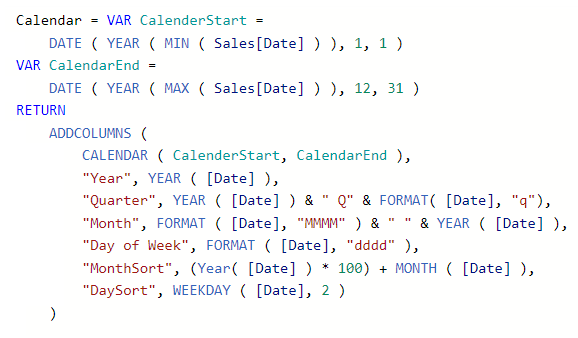 Calendar = VAR CalenderStart =
    DATE ( YEAR ( MIN ( Sales[Date] ) ), 1, 1 )
VAR CalendarEnd =
    DATE ( YEAR ( MAX ( Sales[Date] ) ), 12, 31 )
RETURN
    ADDCOLUMNS (
        CALENDAR ( CalenderStart, CalendarEnd ),
        "Year", YEAR ( [Date] ),
        "Quarter", YEAR ( [Date] ) & " Q" & FORMAT( [Date], "q"),
        "Month", FORMAT ( [Date], "MMMM" ) & " " & YEAR ( [Date] ),
        "Day of Week", FORMAT ( [Date], "dddd" ),
        "MonthSort", (Year( [Date] ) * 100) + MONTH ( [Date] ),
        "DaySort", WEEKDAY ( [Date], 2 )
    )